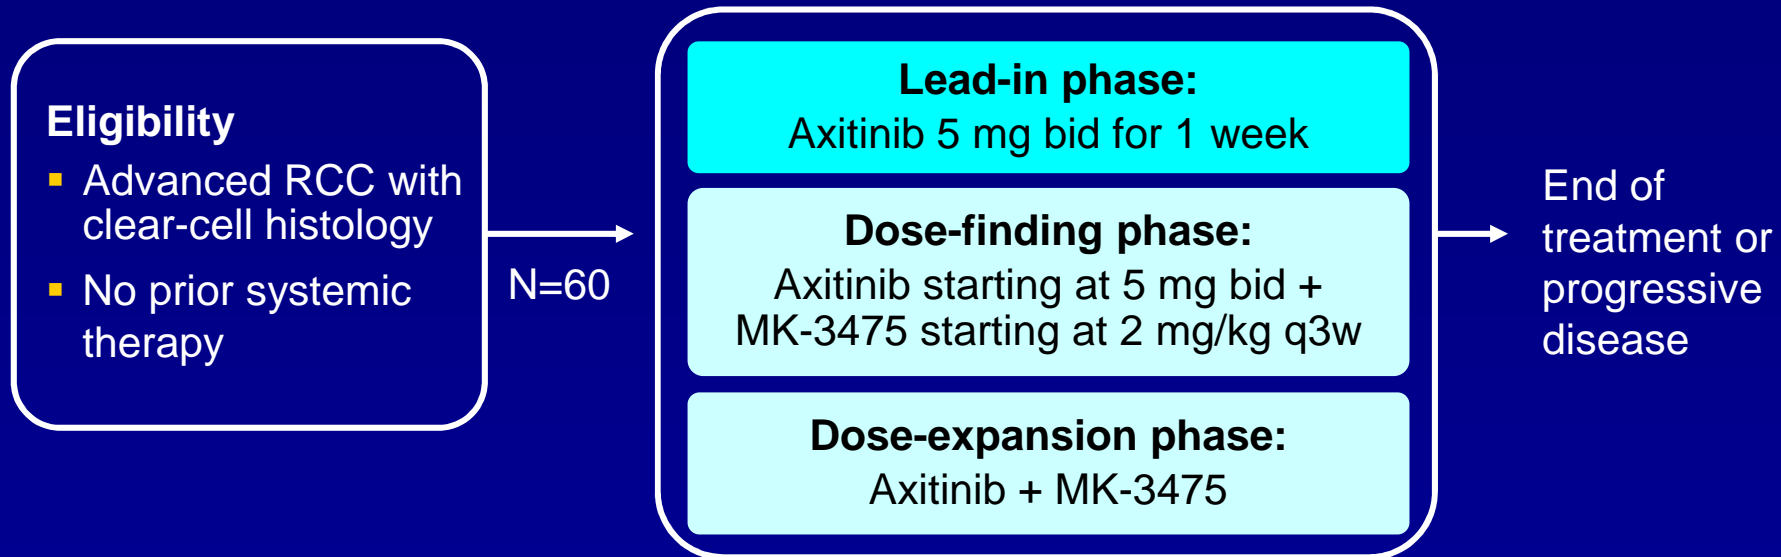 Eligibility
▪ Advanced RCC with
clear-cell histology
▪ No prior systemic
therapy
N=60
Lead-in phase:
Axitinib 5 mg bid for 1 week
Dose-finding phase:
Axitinib starting at 5 mg bid +
MK-3475 starting at 2 mg/kg q3w
Dose-expansion phase:
Axitinib + MK-3475
End of
treatment or
progressive
disease